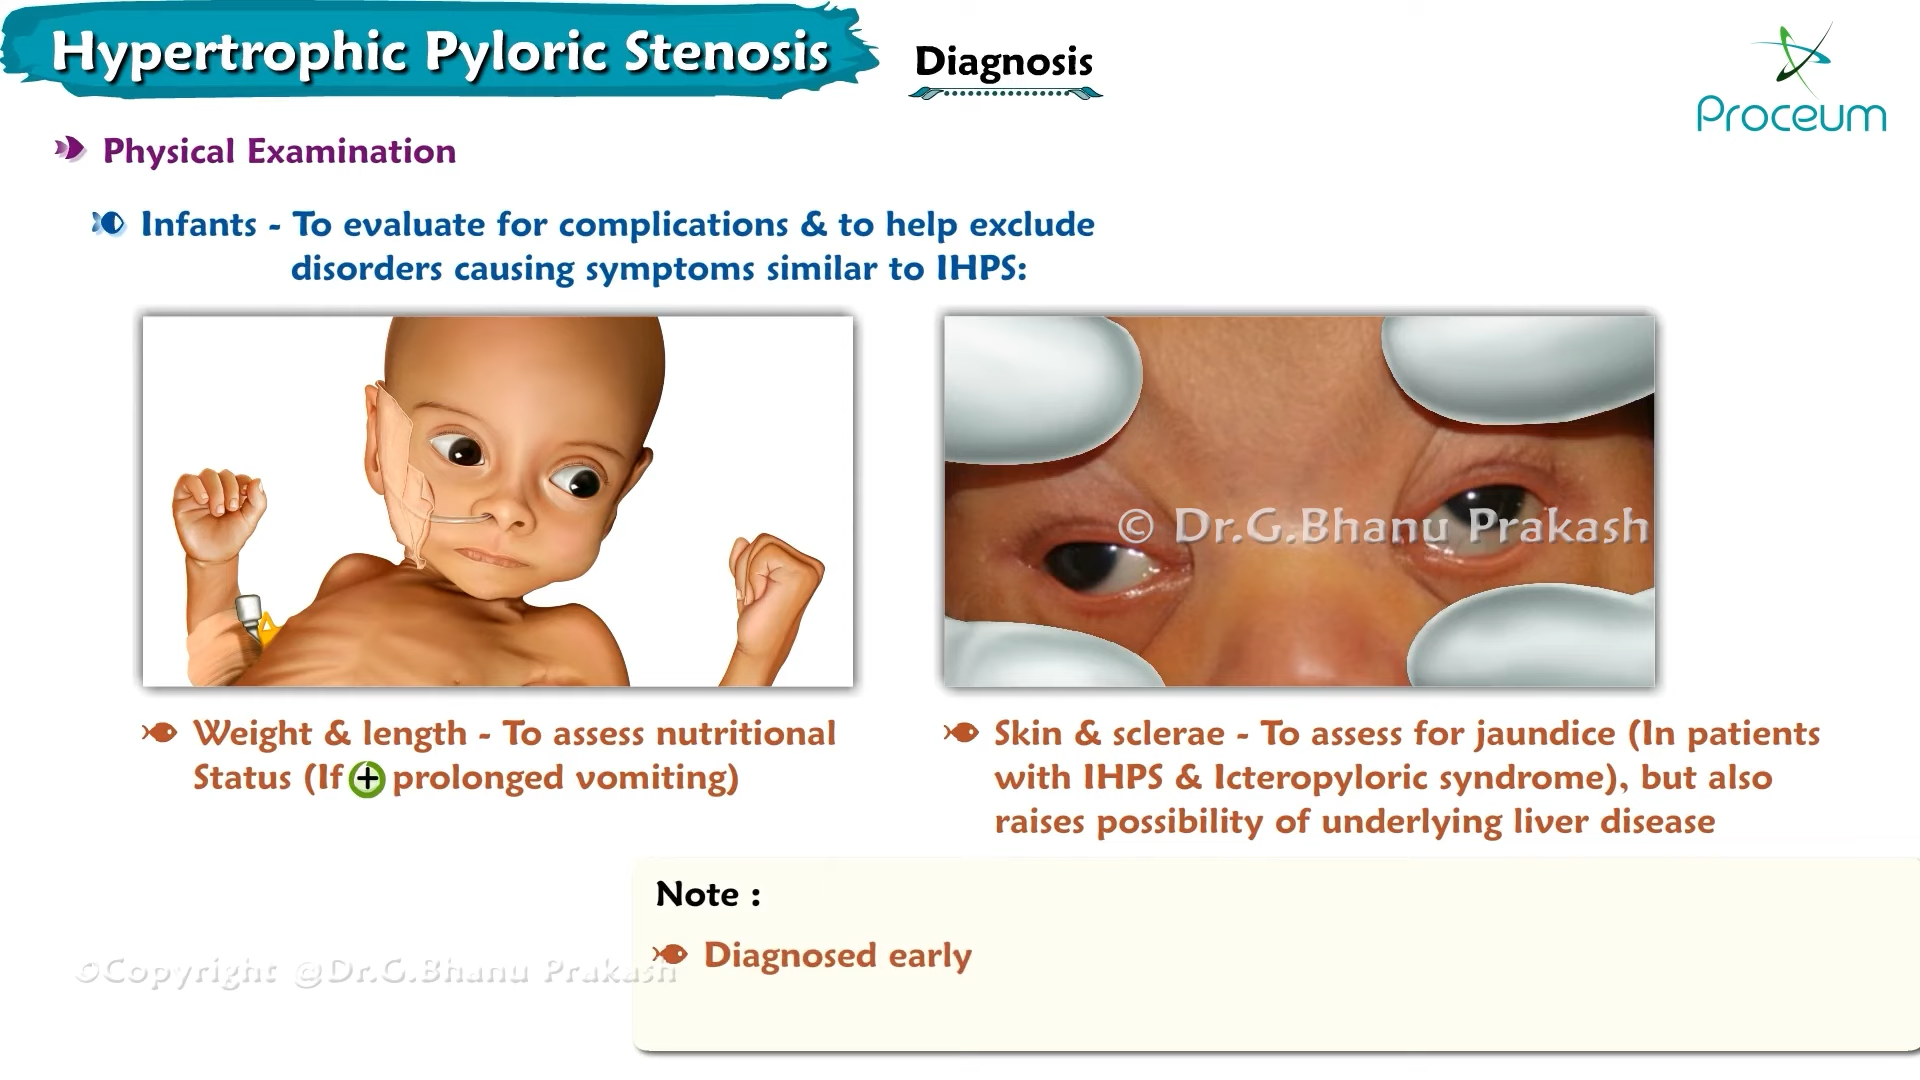 Hypertrophic Pyloric Stenosis
Diagnosis
Proceum
Physical Examination
Infants - To evaluate for complications & to help exclude
disorders causing symptoms similar to IHPS:
© Dr.G.Bhanu Prakash
Weight & length - To assess nutritional
Status (If + prolonged vomiting)
Skin & sclerae - To assess for jaundice (In patients
with IHPS & Icteropyloric syndrome), but also
raises possibility of underlying liver disease
Note :
Diagnosed early
©Copyright @Dr.G.Bhanu Prakash